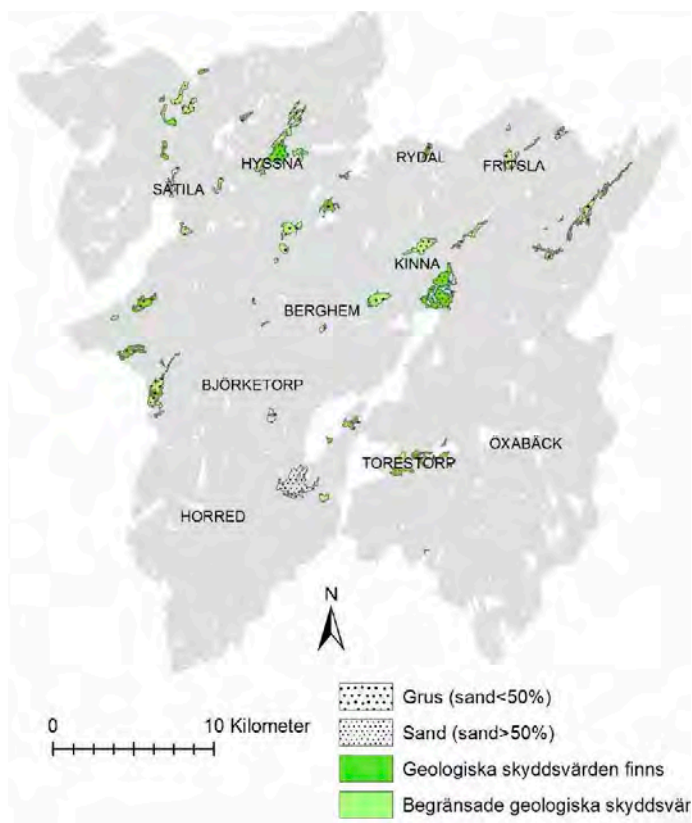 HYSSNA
RYDAL
FRITSLA
SÄTILA
KINNA
BERGHEM
BJÖRKETORP
ÖXABÄCK
TORESTORP
HORRED
N
0 10 Kilometer
Grus (sand<50%)
Sand (sand>50%)
Geologiska skyddsvärden finns
Begränsade geologiska skyddsvär